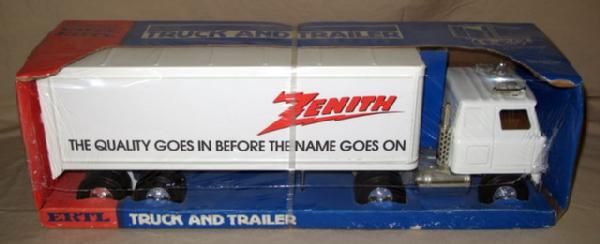 ERTL TRUCK AND TRAILER
ZENITH
THE QUALITY GOES IN BEFORE THE NAME GOES ON
ERTL TRUCK AND TRAILER